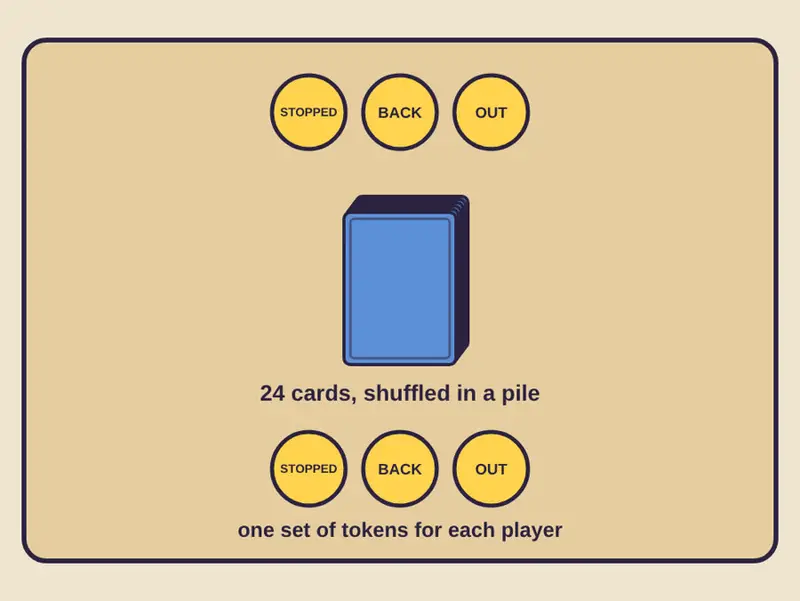 STOPPED BACK OUT
24 cards, shuffled in a pile
STOPPED BACK OUT
one set of tokens for each player